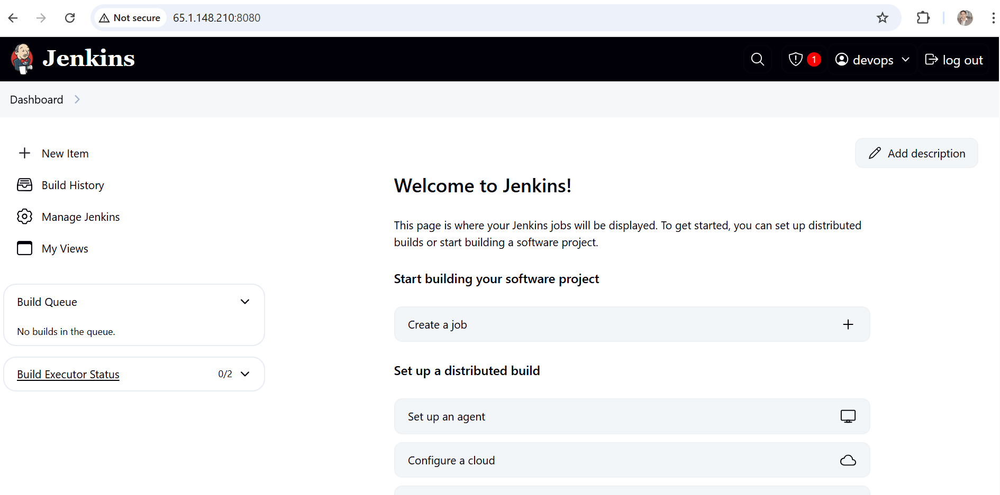 Not secure
65.1.148.210:8080
Jenkins
1
devops
log out
Dashboard
New Item
Build History
Manage Jenkins
My Views
Build Queue
No builds in the queue.
Build Executor Status
0/2
Add description
Welcome to Jenkins!
This page is where your Jenkins jobs will be displayed. To get started, you can set up distributed
builds or start building a software project.
Start building your software project
Create a job
Set up a distributed build
Set up an agent
Configure a cloud